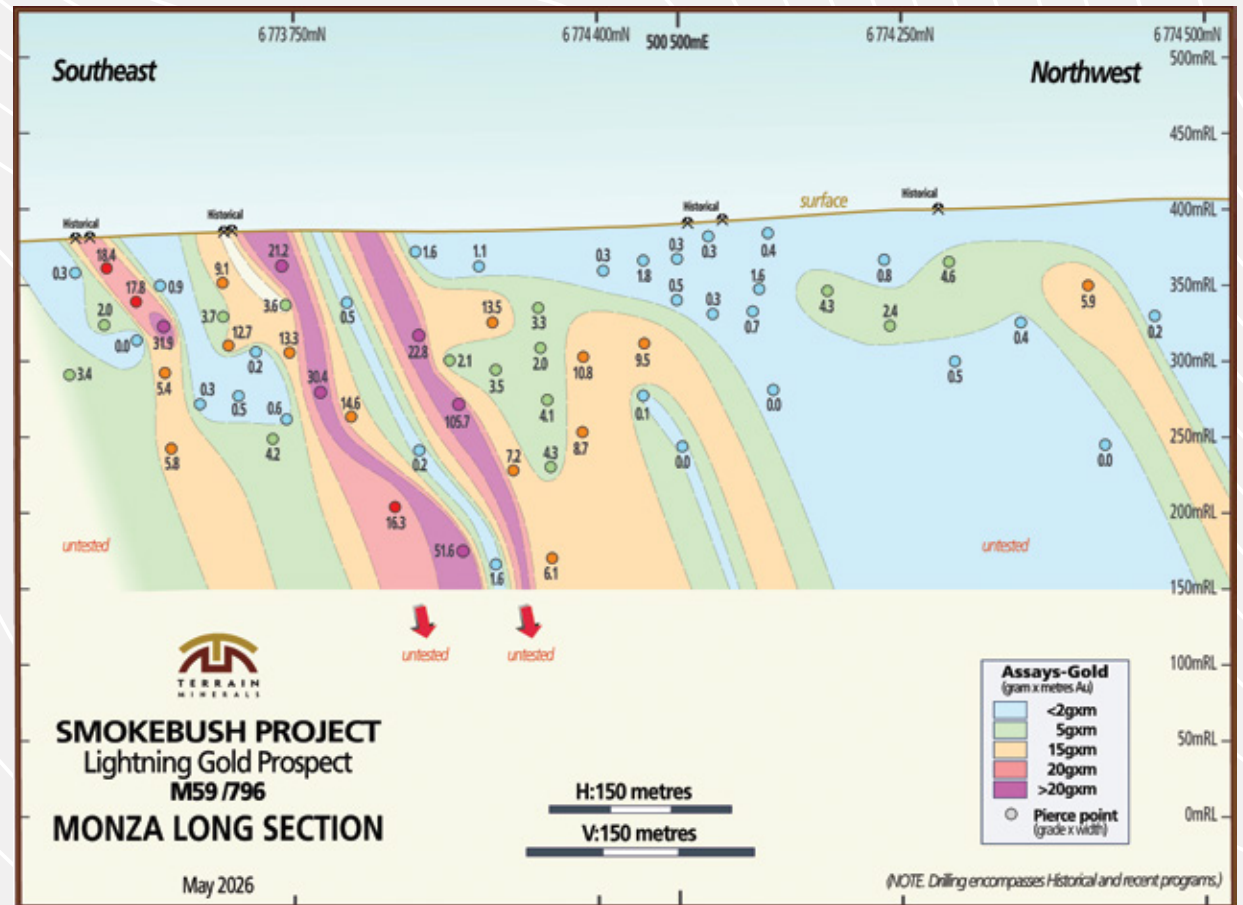 6 773 750mN
6 774 400mN
500 500mE
6 774 250mN
6 774 500mN
Southeast
Northwest
500mRL
450mRL
400mRL
350mRL
300mRL
250mRL
200mRL
150mRL
100mRL
50mRL
0mRL
surface
Historical
Historical
Historical
Historical
0.3
18.4
17.8
0.9
2.0
0.0
31.9
3.4
5.4
5.8
9.1
3.7
12.7
0.2
0.3
0.5
0.6
4.2
21.2
3.6
13.3
30.4
14.6
0.5
16.3
51.6
0.2
1.6
1.6
1.1
22.8
2.1
105.7
13.5
3.5
7.2
3.3
2.0
4.1
4.3
6.1
10.8
8.7
0.3
1.8
9.5
0.1
0.0
0.3
0.5
0.3
0.3
0.4
1.6
0.7
0.0
4.3
0.8
2.4
4.6
0.5
0.4
5.9
0.2
0.0
untested
untested
untested
untested
TERRAIN
MINERALS
SMOKEBUSH PROJECT
Lightning Gold Prospect
M59 /796
MONZA LONG SECTION
May 2026
H:150 metres
V:150 metres
Assays-Gold
(gram x metres Au)
<2gxm
5gxm
15gxm
20gxm
>20gxm
Pierce point
(grade x width)
(NOTE. Drilling encompasses Historical and recent programs.)